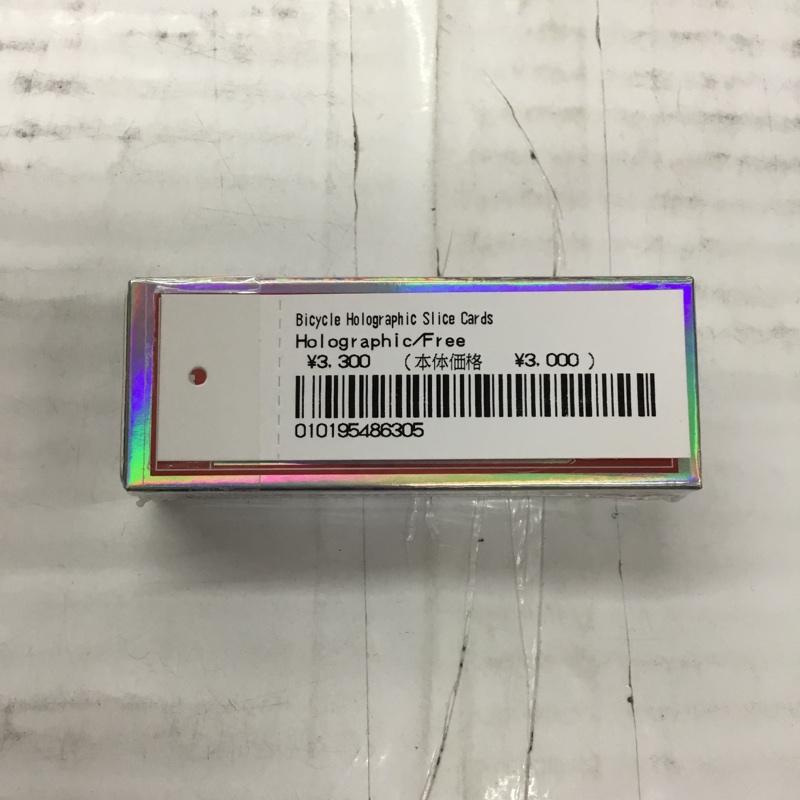 Bicycle Holographic Slice Cards
Holographic/Free
¥3,300 (本体価格 ¥3,000 )
010195486305